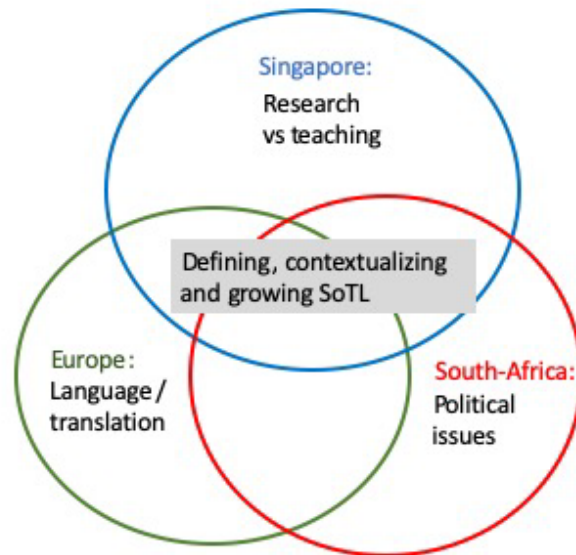 Singapore:
Research
vs teaching
Defining, contextualizing
and growing SoTL
Europe:
Language/
translation
South-Africa:
Political
issues